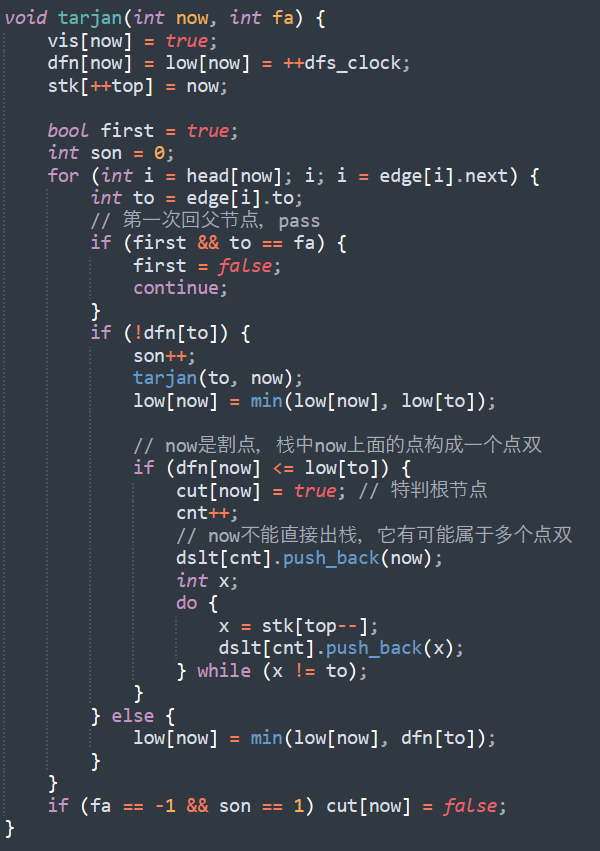 void tarjan(int now, int fa) {
    vis[now] = true;
    dfn[now] = low[now] = ++dfs_clock;
    stk[++top] = now;

    bool first = true;
    int son = 0;
    for (int i = head[now]; i; i = edge[i].next) {
        int to = edge[i].to;
        // 第一次回父节点，pass
        if (first && to == fa) {
            first = false;
            continue;
        }
        if (!dfn[to]) {
            son++;
            tarjan(to, now);
            low[now] = min(low[now], low[to]);

            // now是割点，栈中now上面的点构成一个点双
            if (dfn[now] <= low[to]) {
                cut[now] = true; // 特判根节点
                cnt++;
                // now不能直接出栈，它有可能属于多个点双
                dslt[cnt].push_back(now);
                int x;
                do {
                    x = stk[top--];
                    dslt[cnt].push_back(x);
                } while (x != to);
            }
        } else {
            low[now] = min(low[now], dfn[to]);
        }
    }
    if (fa == -1 && son == 1) cut[now] = false;
}